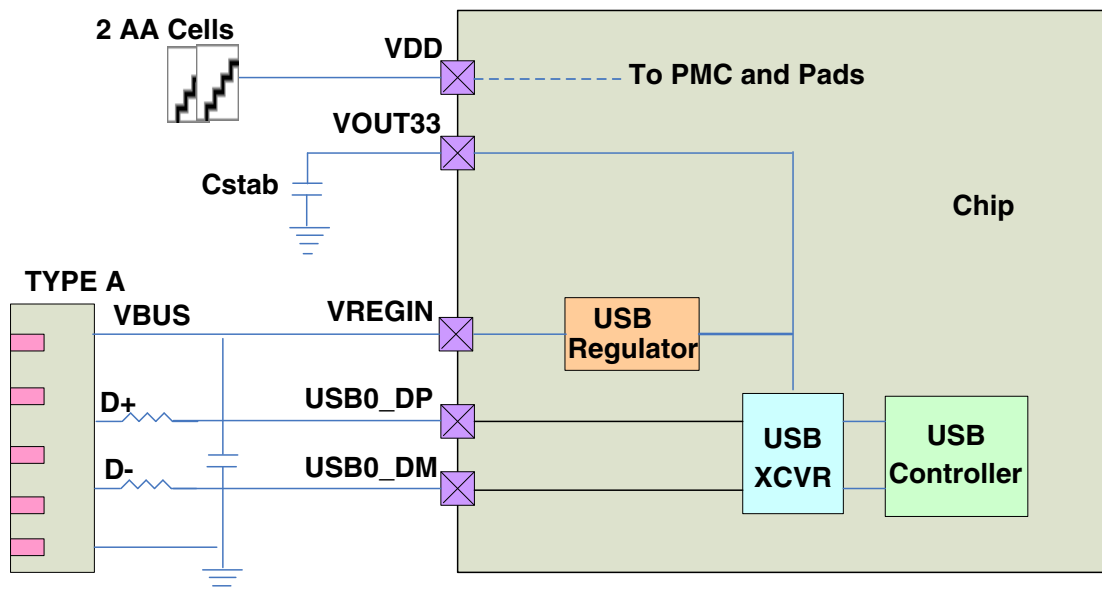 2 AA Cells
VDD
To PMC and Pads
VOUT33
Cstab
Chip
TYPE A
VBUS
VREGIN
USB
Regulator
D+
USB0_DP
D-
USB0_DM
USB
XCVR
USB
Controller